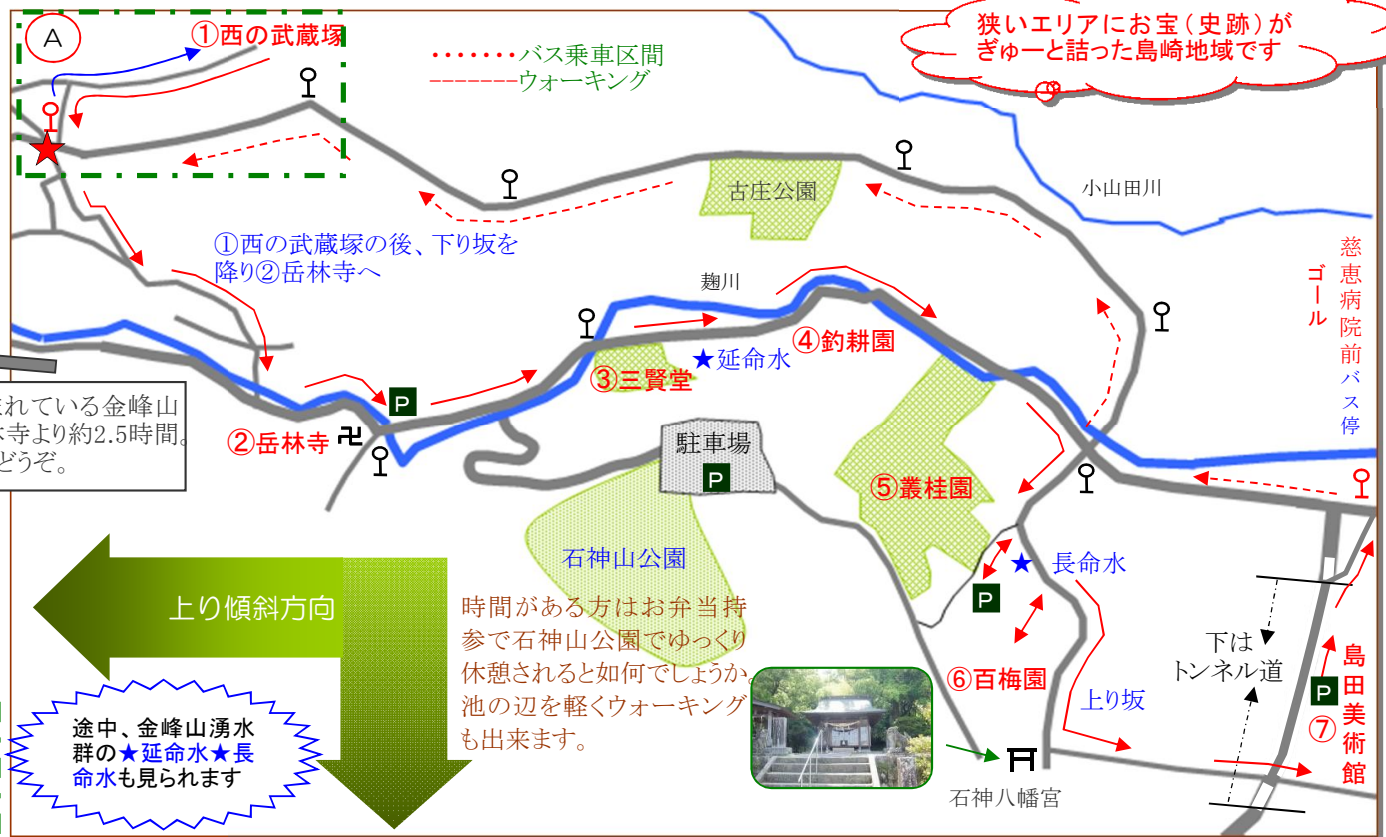 A
①西の武蔵塚
バス乗車区間
ウォーキング
狭いエリアにお宝(史跡)が
ぎゅーと詰った島崎地域です
古庄公園
小山田川
①西の武蔵塚の後、下り坂を
降り②岳林寺へ
麹川
慈恵病院前バス停
ゴール
④釣耕園
★延命水
③三賢堂
れている金峰山
寺より約2.5時間。
どうぞ。
P
②岳林寺
卍
駐車場
P
⑤叢桂園
石神山公園
★ 長命水
P
上り傾斜方向
時間がある方はお弁当持
参で石神山公園でゆっくり
休憩されると如何でしょうか。
池の辺を軽くウォーキング
も出来ます。
下は
トンネル道
⑥百梅園
上り坂
P
⑦島田美術館
途中、金峰山湧水
群の★延命水★長
命水も見られます
石神八幡宮